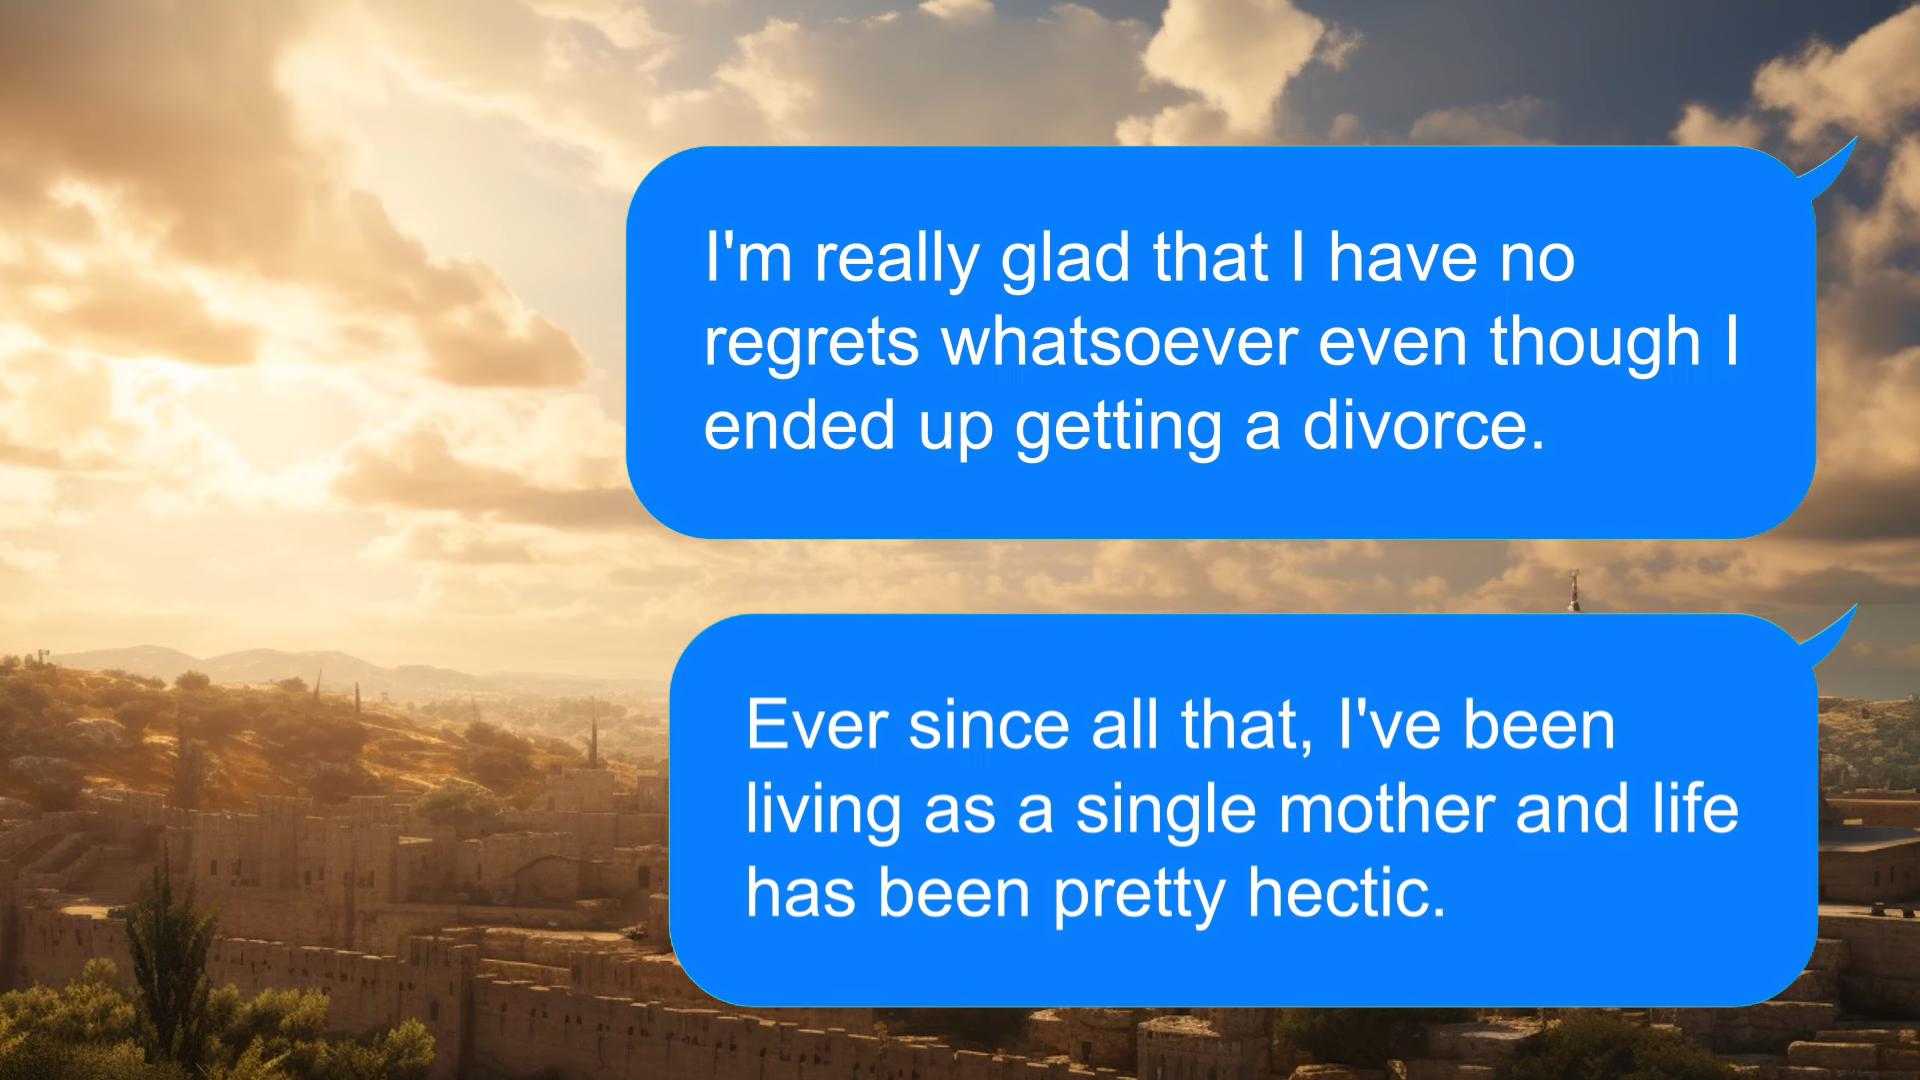 I'm really glad that I have no
regrets whatsoever even though I
ended up getting a divorce.
Ever since all that, I've been
living as a single mother and life
has been pretty hectic.